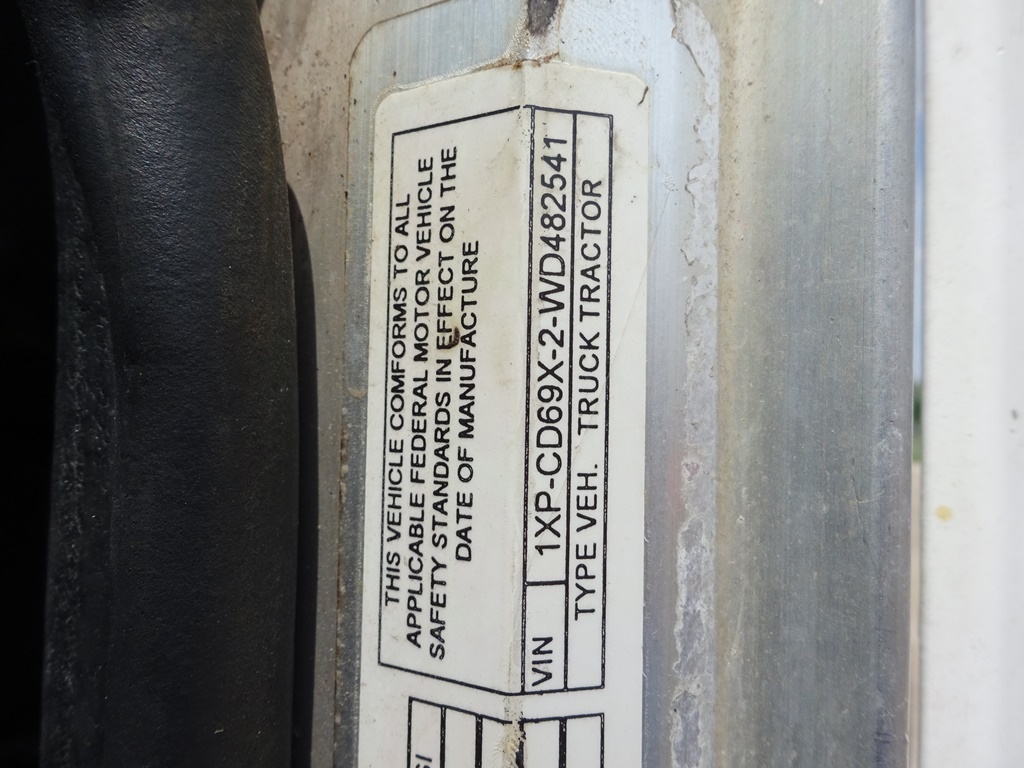 THIS VEHICLE COMFORMS TO ALL
APPLICABLE FEDERAL MOTOR VEHICLE
SAFETY STANDARDS IN EFFECT ON THE
DATE OF MANUFACTURE
VIN 1XP-CD69X-2-WD482541
TYPE VEH. TRUCK TRACTOR